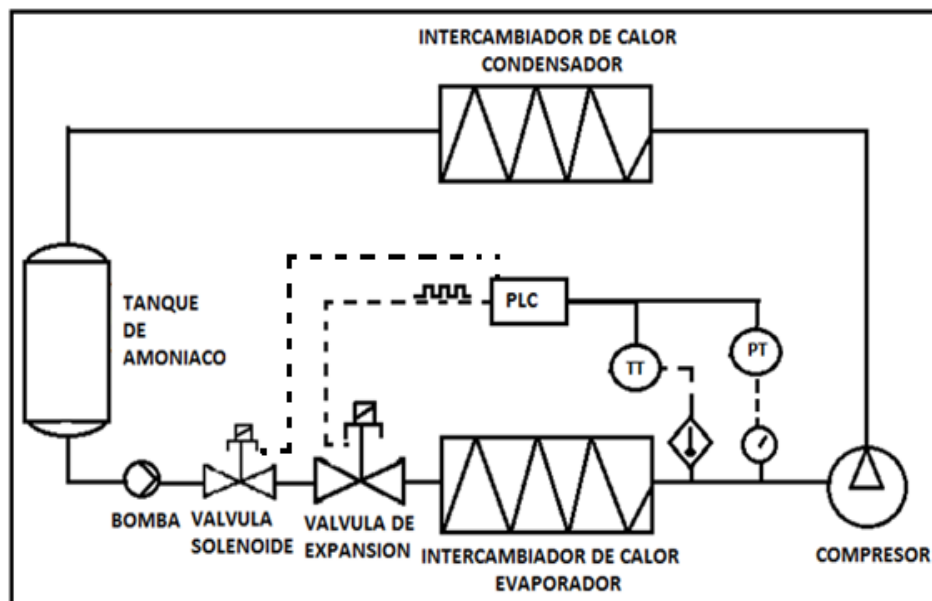 INTERCAMBIADOR DE CALOR
CONDENSADOR
TANQUE
DE
AMONIACO
PLC
TT
PT
BOMBA
VALVULA
SOLENOIDE
VALVULA DE
EXPANSION
INTERCAMBIADOR DE CALOR
EVAPORADOR
COMPRESOR